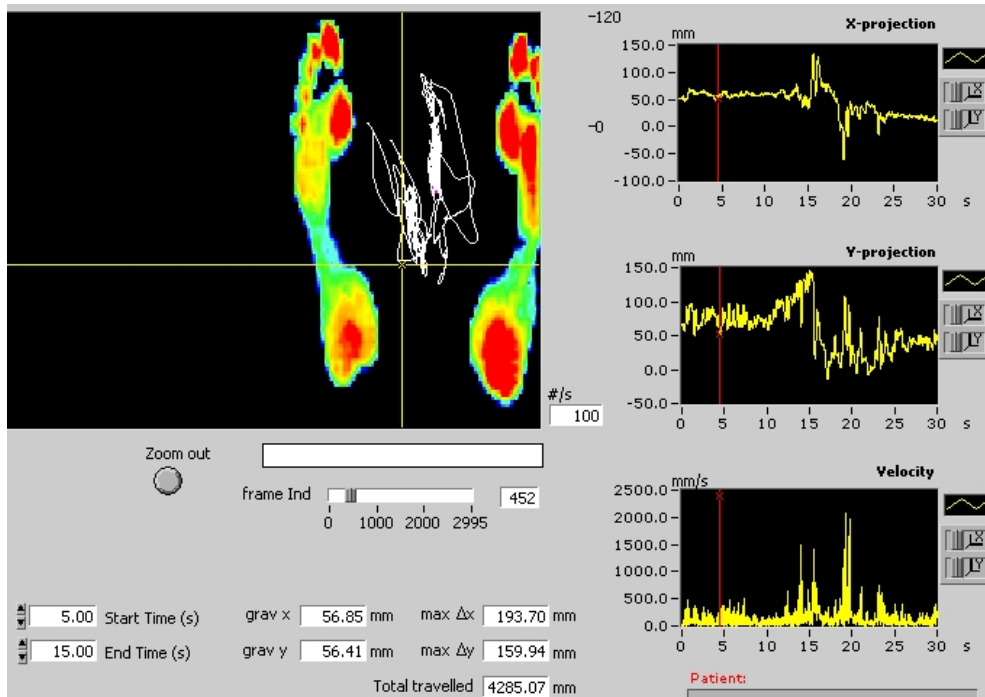 -120
-0
#/s
100
Zoom out
frame Ind
452
0 1000 2000 2995
5.00 Start Time (s)
15.00 End Time (s)
grav x 56.85 mm
grav y 56.41 mm
max Δx 193.70 mm
max Δy 159.94 mm
Total travelled 4285.07 mm
X-projection
mm
150.0
100.0
50.0
0.0
-50.0
-100.0
0 5 10 15 20 25 30 s
X
Y
Y-projection
mm
150.0
100.0
50.0
0.0
-50.0
0 5 10 15 20 25 30 s
X
Y
Velocity
mm/s
2500.0
2000.0
1500.0
1000.0
500.0
0.0
0 5 10 15 20 25 30 s
X
Y
Patient: